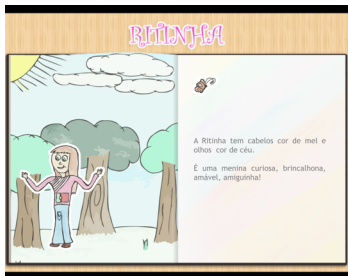 RITINHA
A Ritinha tem cabelos cor de mel e
olhos cor de céu.
É uma menina curiosa, brincalhona,
amável, amiguinha!